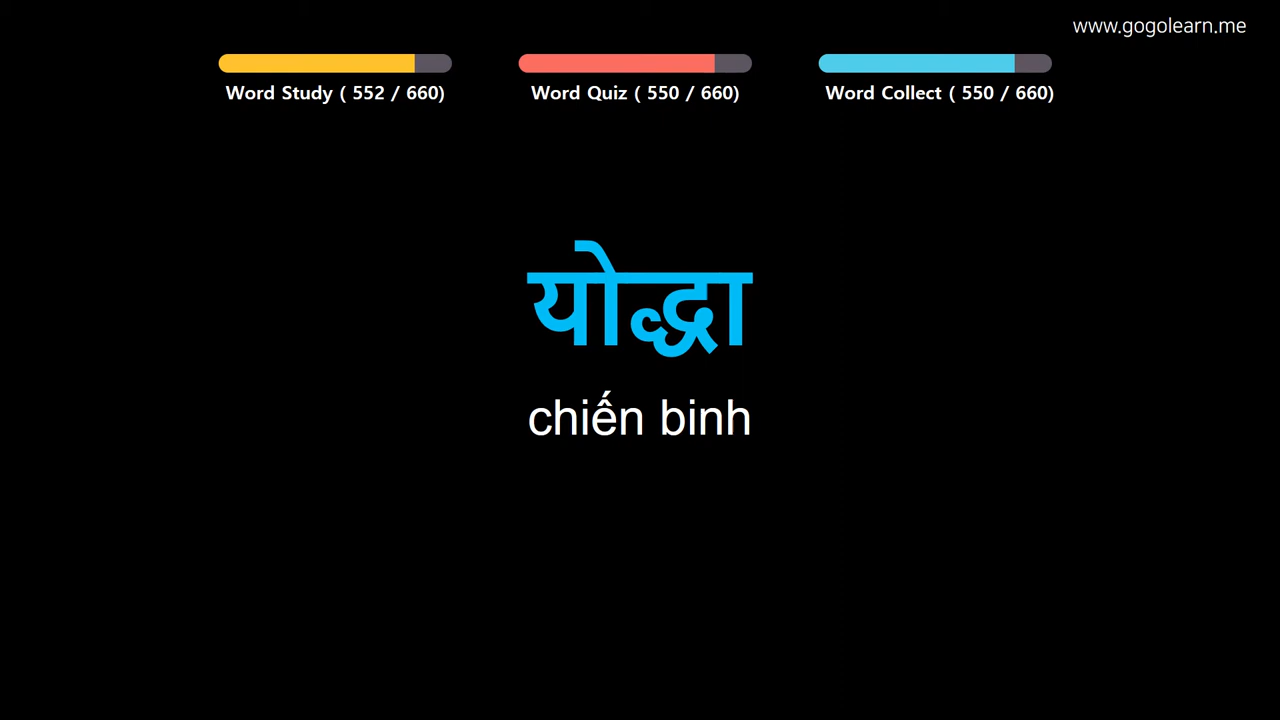 www.gogolearn.me
Word Study ( 552 / 660) Word Quiz ( 550 / 660) Word Collect ( 550 / 660)
योद्धा
chiến binh